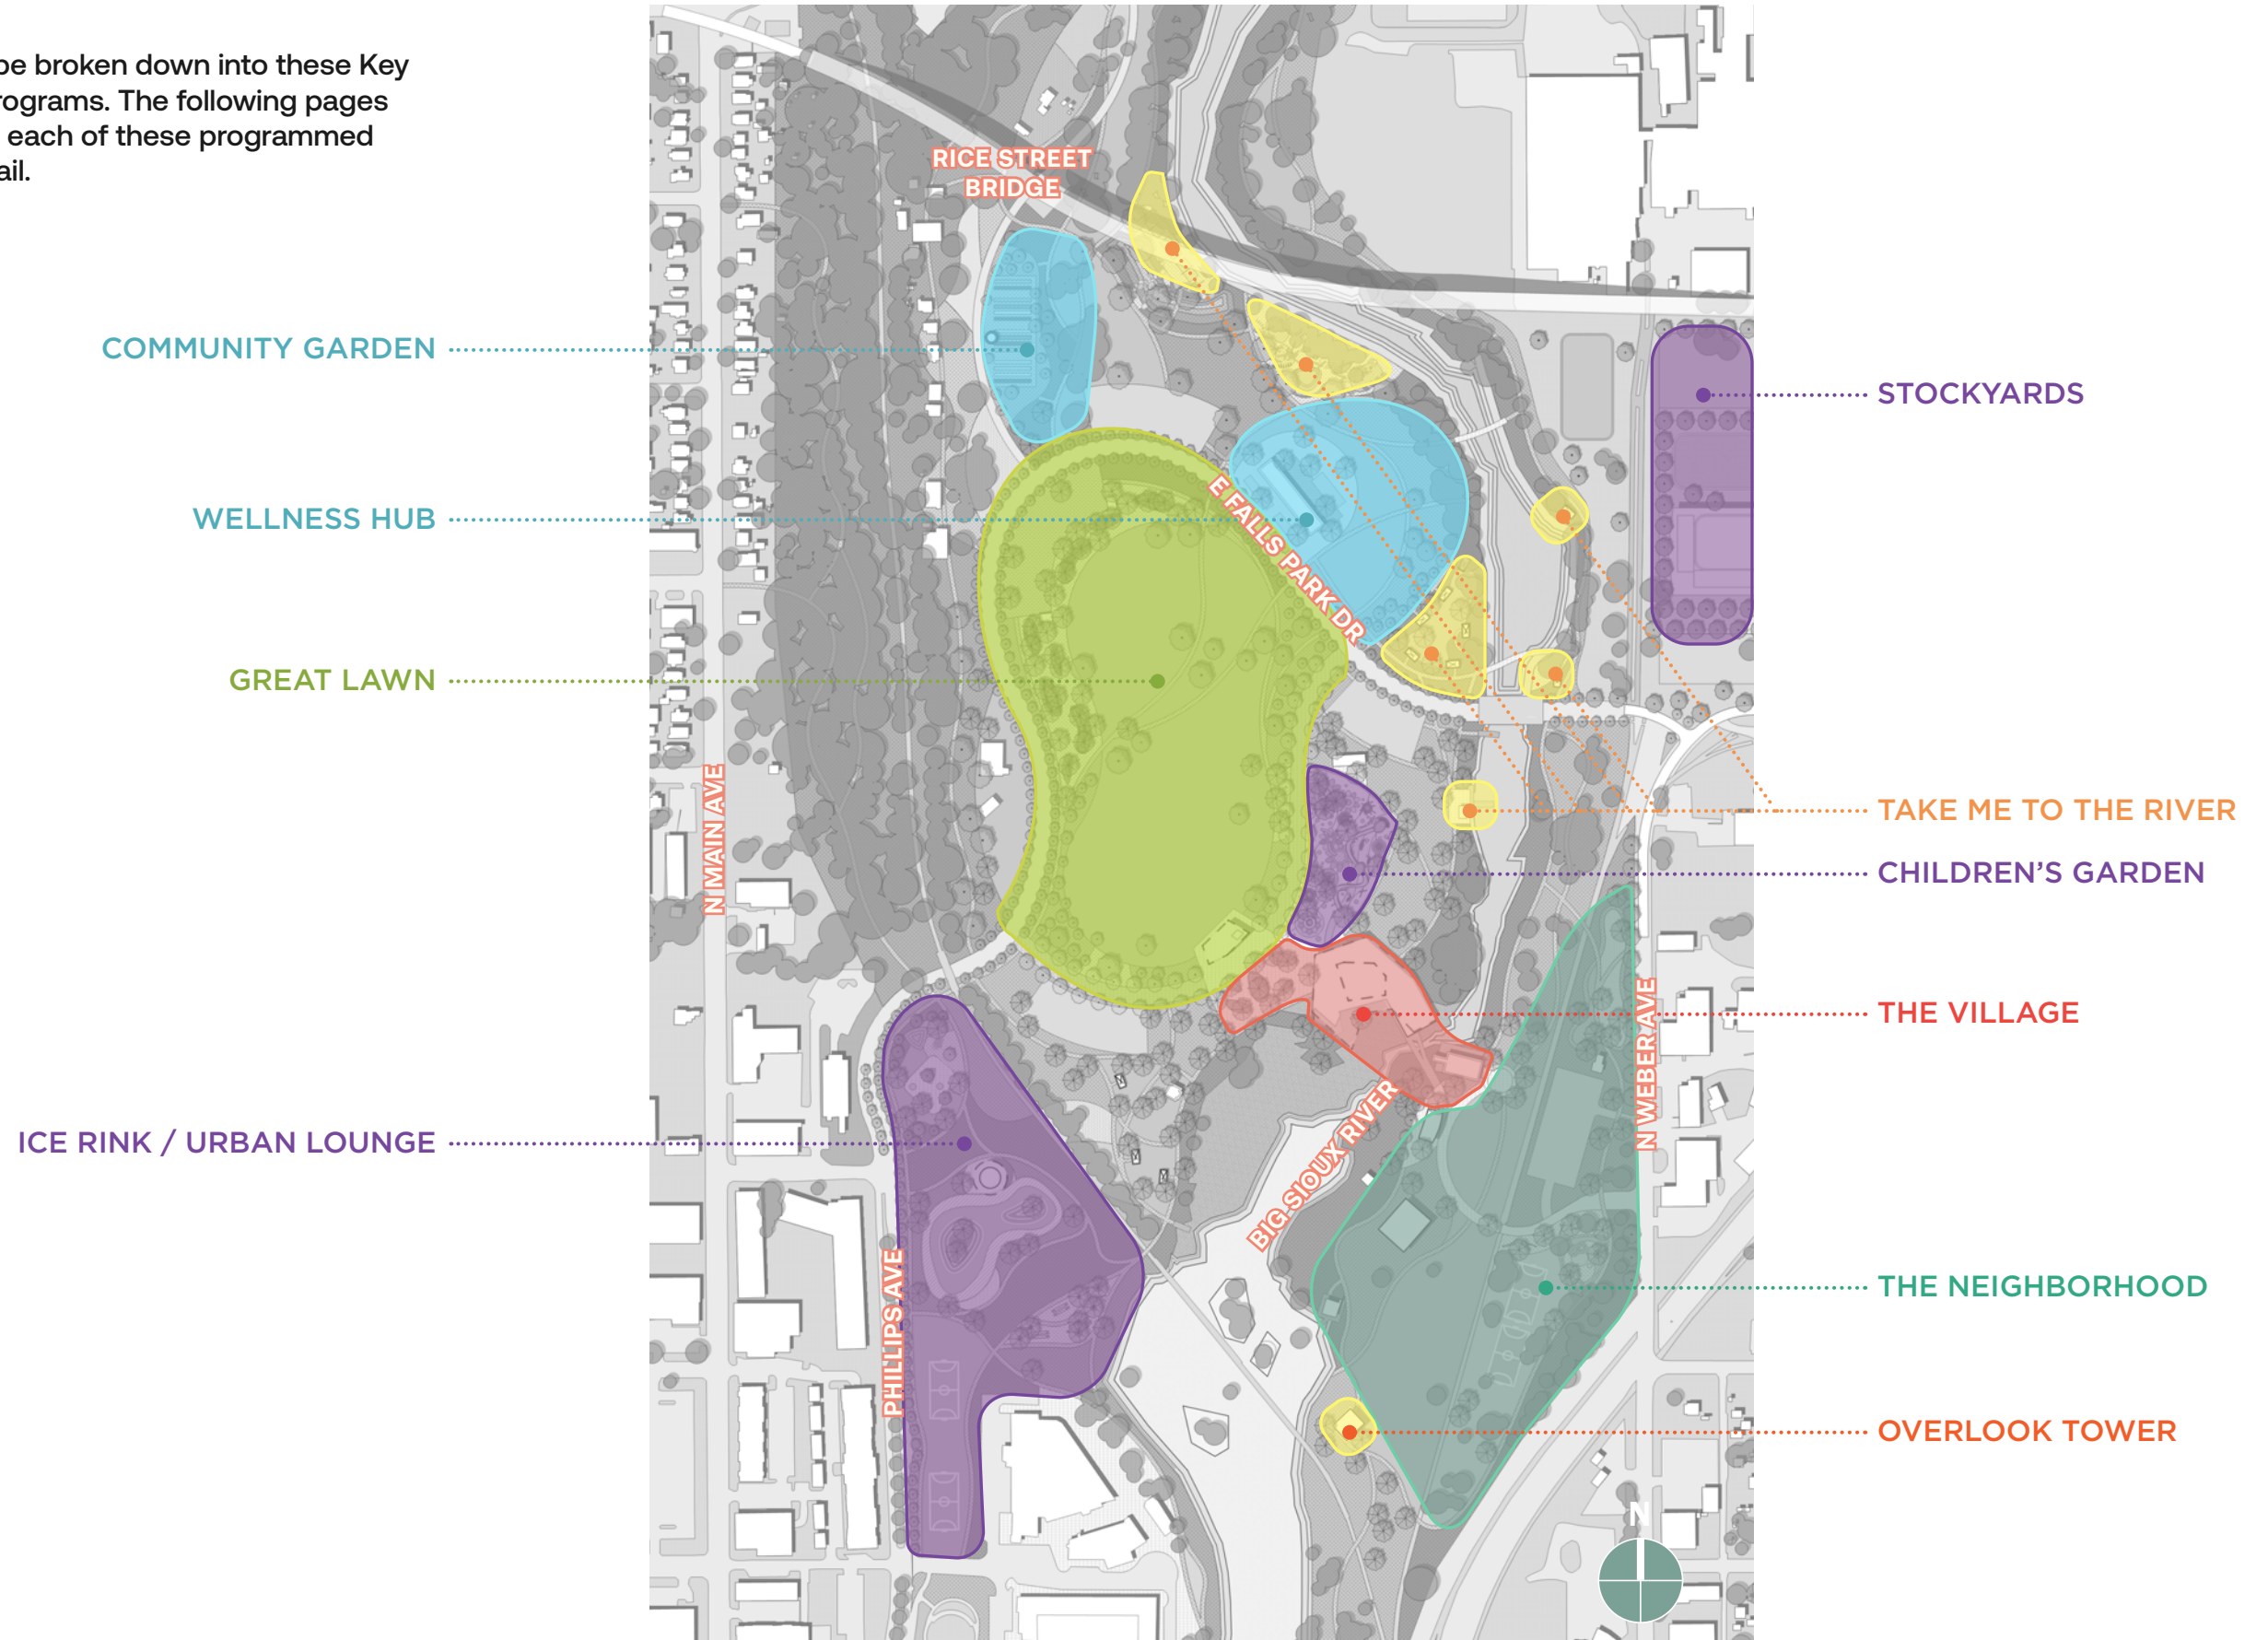 be broken down into these Key
rograms. The following pages
each of these programmed
ail.
RICE STREET
BRIDGE
COMMUNITY GARDEN
STOCKYARDS
WELLNESS HUB
E FALLS PARK DR
GREAT LAWN
N MAIN AVE
TAKE ME TO THE RIVER
CHILDREN'S GARDEN
THE VILLAGE
N WEBER AVE
ICE RINK / URBAN LOUNGE
BIG SIOUX RIVER
PHILLIPS AVE
THE NEIGHBORHOOD
OVERLOOK TOWER
N